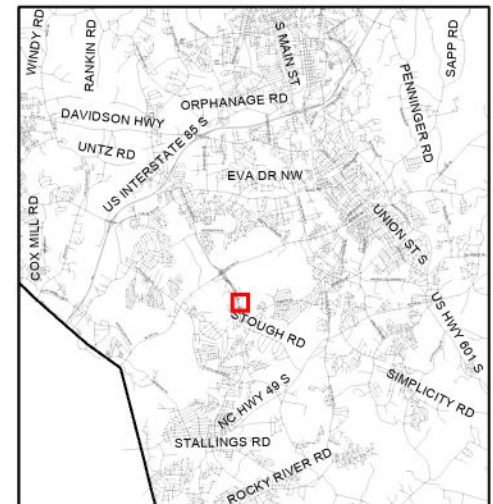 WINDY RD
RANKIN RD
S MAIN ST
SAPP RD
PENNINGER RD
ORPHANAGE RD
DAVIDSON HWY
UNTZ RD
US INTERSTATE 85 S
EVA DR NW
COX MILL RD
UNION ST S
STOUGH RD
US HWY 601 S
SIMPLICITY RD
NC HWY 49 S
STALLINGS RD
ROCKY RIVER RD